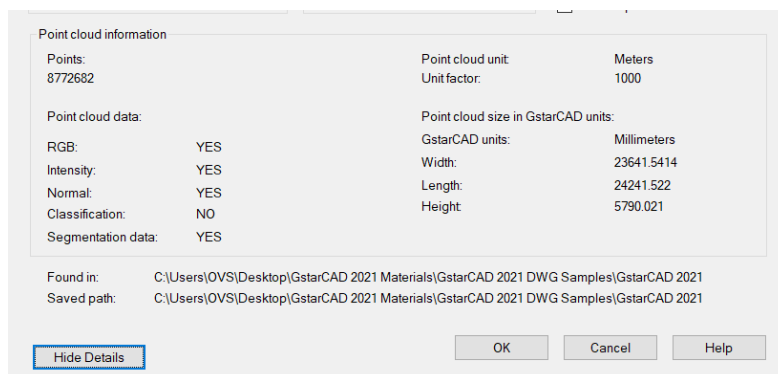 Point cloud information
Points:
8772682
Point cloud unit:
Meters
Unit factor:
1000
Point cloud data:
RGB:
YES
Intensity:
YES
Normal:
YES
Classification:
NO
Segmentation data:
YES
Point cloud size in GstarCAD units:
GstarCAD units:
Millimeters
Width:
23641.5414
Length:
24241.522
Height:
5790.021
Found in:
C:\Users\OVS\Desktop\GstarCAD 2021 Materials\GstarCAD 2021 DWG Samples\GstarCAD 2021
Saved path:
C:\Users\OVS\Desktop\GstarCAD 2021 Materials\GstarCAD 2021 DWG Samples\GstarCAD 2021
Hide Details
OK
Cancel
Help